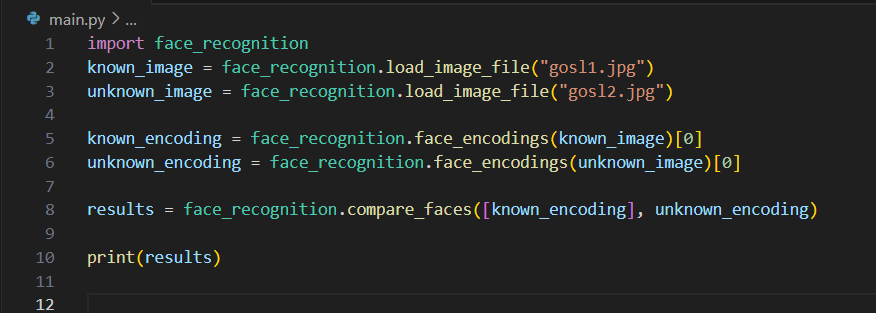 main.py > ...
1 import face_recognition
2 known_image = face_recognition.load_image_file("gosl1.jpg")
3 unknown_image = face_recognition.load_image_file("gosl2.jpg")
4
5 known_encoding = face_recognition.face_encodings(known_image)[0]
6 unknown_encoding = face_recognition.face_encodings(unknown_image)[0]
7
8 results = face_recognition.compare_faces([known_encoding], unknown_encoding)
9
10 print(results)
11
12